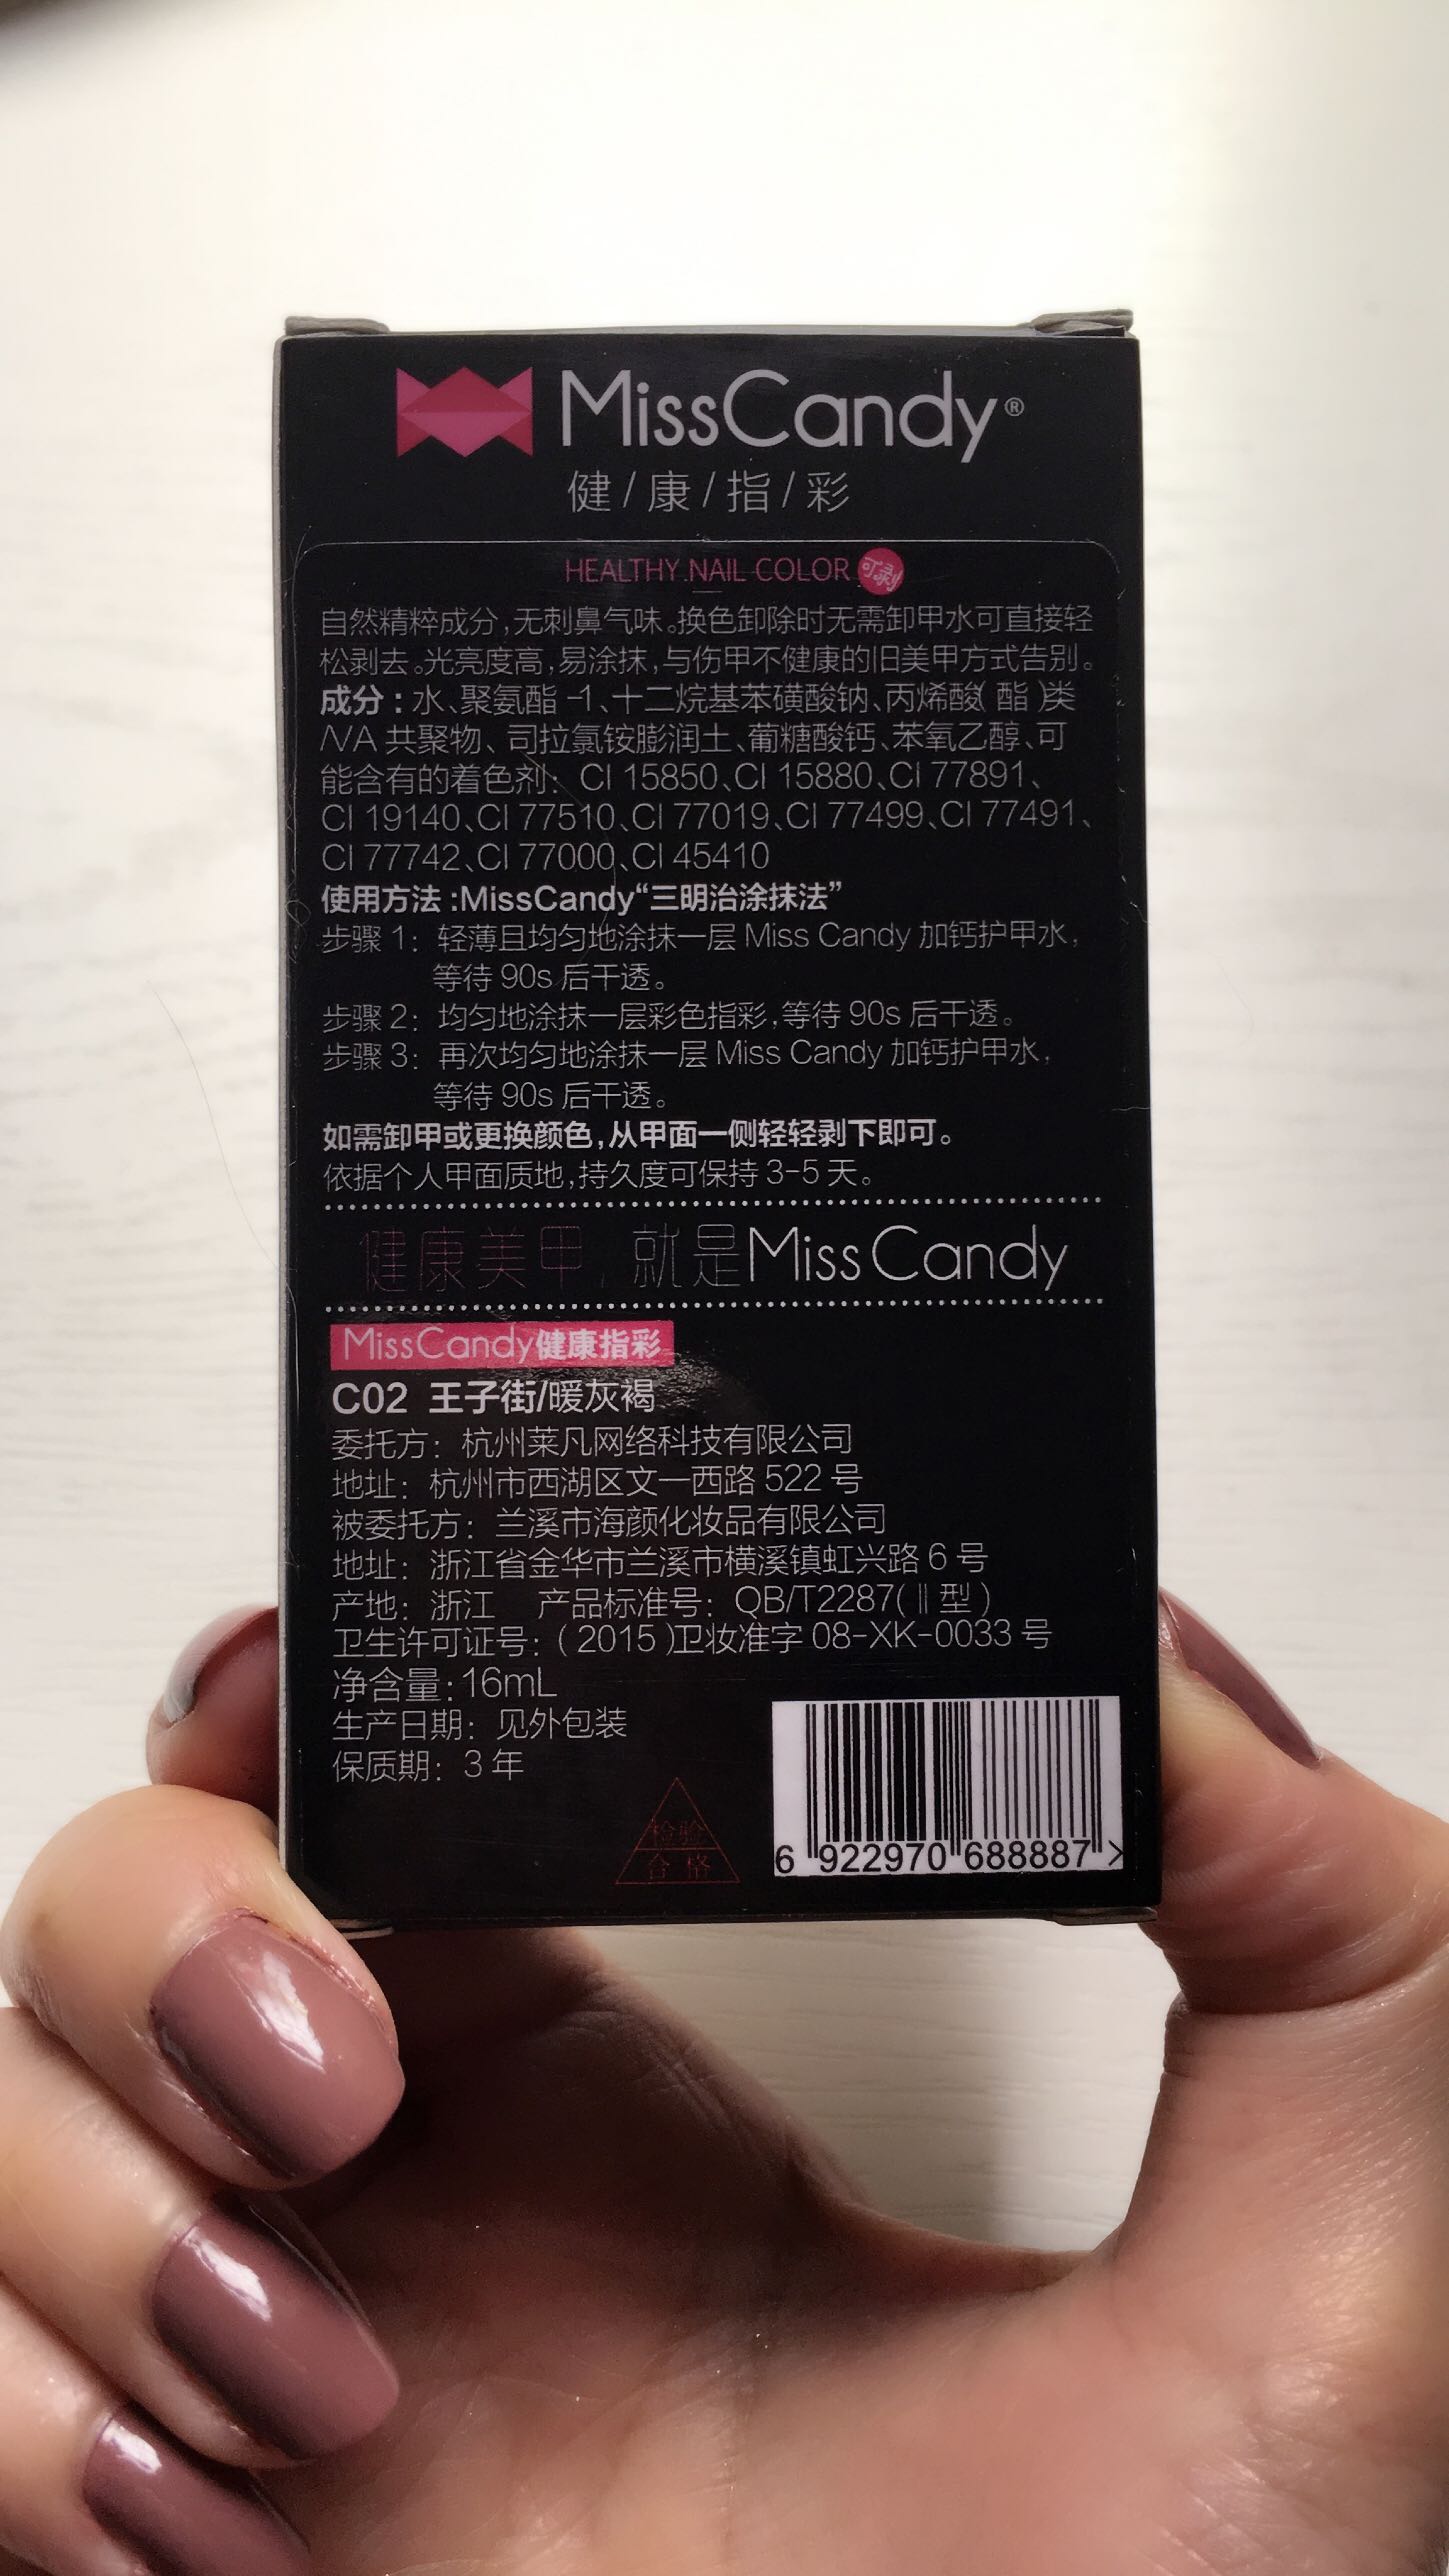 MissCandy®
健/康/指/彩
HEALTHY NAIL COLOR 可剥
自然精粹成分,无刺鼻气味。换色卸除时无需卸甲水可直接轻
松剥去。光亮度高,易涂抹,与伤甲不健康的旧美甲方式告别。
成分:水、聚氨酯-1、十二烷基苯磺酸钠、丙烯酸(酯)类
/VA 共聚物、司拉氯铵膨润土、葡糖酸钙、苯氧乙醇、可
能含有的着色剂: CI 15850、CI 15880、CI 77891、
CI 19140、CI 77510、CI 77019、CI 77499、CI 77491、
CI 77742、CI 77000、CI 45410
使用方法:MissCandy“三明治涂抹法”
步骤 1: 轻薄且均匀地涂抹一层 Miss Candy 加钙护甲水,
等待 90s 后干透。
步骤 2: 均匀地涂抹一层彩色指彩,等待 90s 后干透。
步骤 3: 再次均匀地涂抹一层 Miss Candy 加钙护甲水,
等待 90s 后干透。
如需卸甲或更换颜色,从甲面一侧轻轻剥下即可。
依据个人甲面质地,持久度可保持 3-5 天。
健康美甲,就是Miss Candy
MissCandy健康指彩
C02 王子街/暖灰褐
委托方: 杭州莱凡网络科技有限公司
地址: 杭州市西湖区文一西路 522 号
被委托方: 兰溪市海颜化妆品有限公司
地址: 浙江省金华市兰溪市横溪镇虹兴路 6 号
产地: 浙江 产品标准号: QB/T2287(Ⅱ型)
卫生许可证号:(2015)卫妆准字 08-XK-0033 号
净含量:16mL
生产日期: 见外包装
保质期: 3 年
检验
合格
6 922970 688887 >